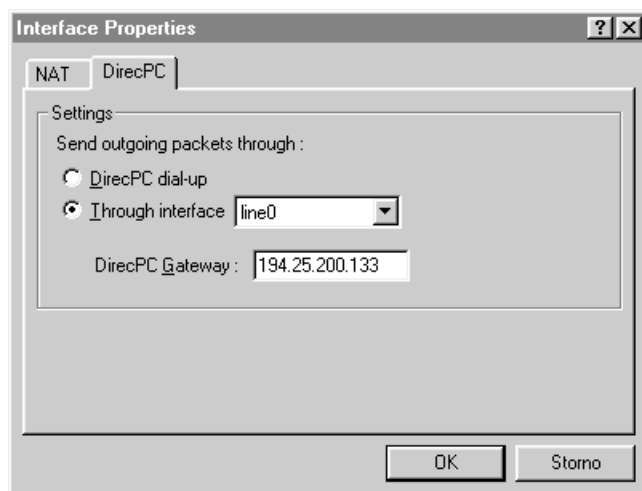 Interface Properties
NAT DirecPC
Settings
Send outgoing packets through :
DirecPC dial-up
Through interface line0
DirecPC Gateway : 194.25.200.133
OK Storno